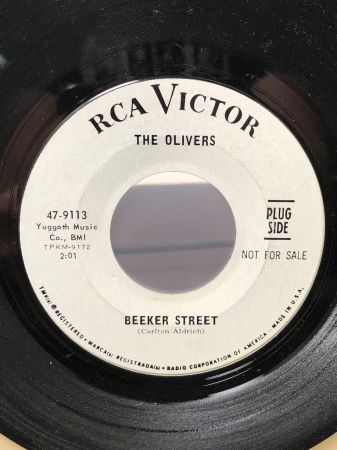 RCA VICTOR
THE OLIVERS
47-9113
Yuggoth Music
Co., BMI
TPKM-9172
2:01
PLUG
SIDE
NOT FOR SALE
BEEKER STREET
(Carlton Aldrich)
TMK(s) ® REGISTERED • MARCA(s) REGISTRADA(s) • RADIO CORPORATION OF AMERICA • MADE IN U.S.A.